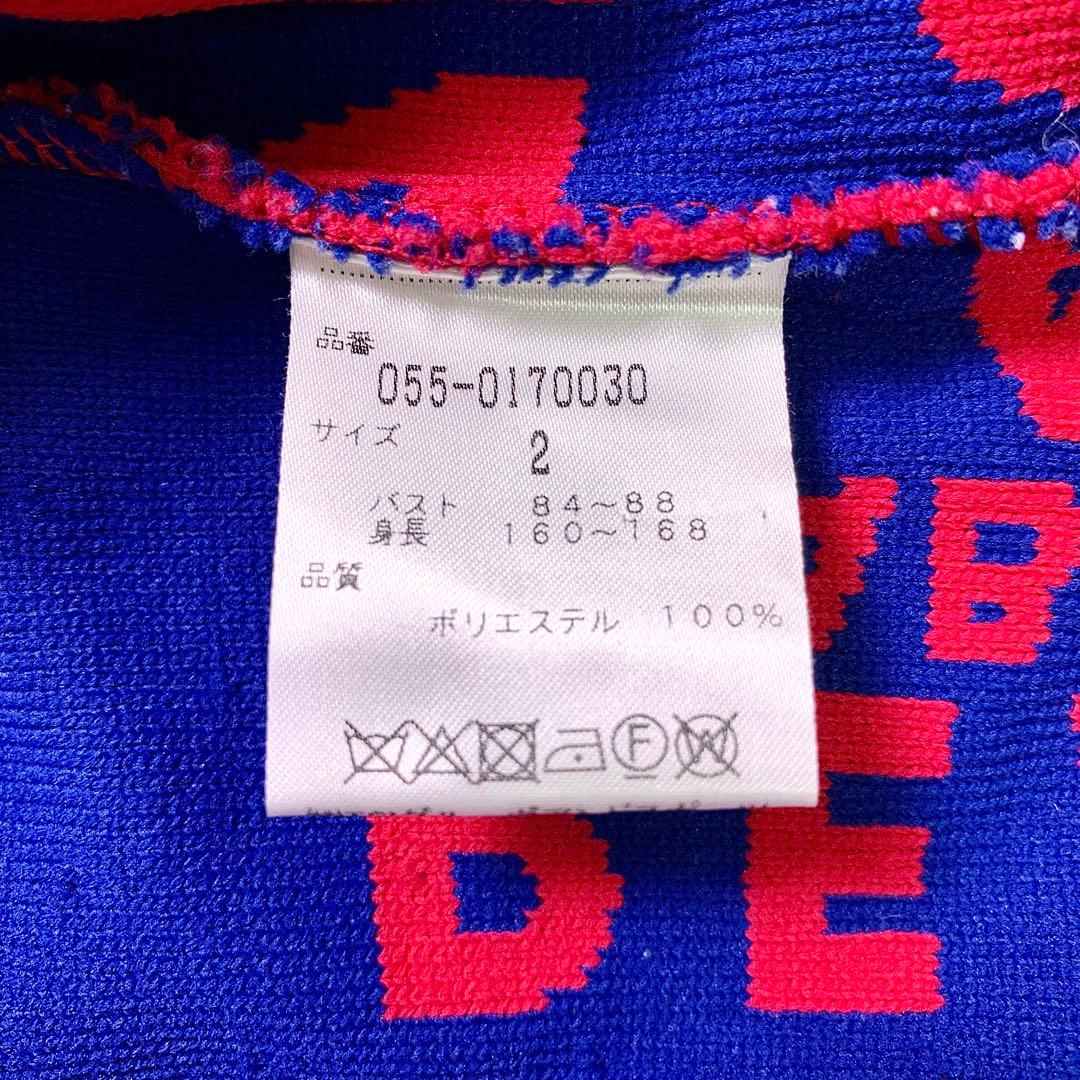 品番
055-0170030
サイズ 2
バスト 84～88
身長 160～168
品質
ポリエステル 100%
F W
B
DE